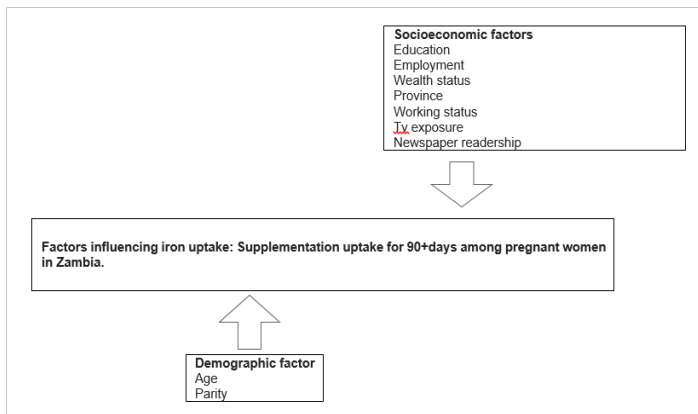 Socioeconomic factors
Education
Employment
Wealth status
Province
Working status
Tv exposure
Newspaper readership
Factors influencing iron uptake: Supplementation uptake for 90+days among pregnant women
in Zambia.
Demographic factor
Age
Parity